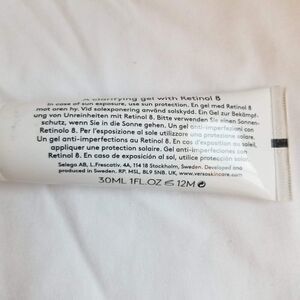 A clarifying gel with Retinol 8
In case of sun exposure, use sun protection. En gel med Retinol 8
mot oren hy. Vid solexponering använd solskydd. Ein Gel zur Bekämpf-
ung von Unreinheiten mit Retinol 8. Bitte verwenden Sie einen Sonnen-
schutz, wenn Sie in die Sonne gehen. Un gel anti-imperfezioni con
Retinolo 8. Per l'esposizione al sole utilizzare una protezione solare.
Un gel anti-imperfections au Retinol 8. En cas d'exposition au soleil,
appliquer une protection solaire. Gel anti-imperfecciones con
Retinol 8. En caso de exposición al sol, utilice protección solar.
Selego AB, L.Frescativ. 4A, 114 18 Stockholm, Sweden. Developed and
produced in Sweden. RP. MSL, BL9 5NB. UK, www.versoskincare.com
30ML 1FL.OZ 12M